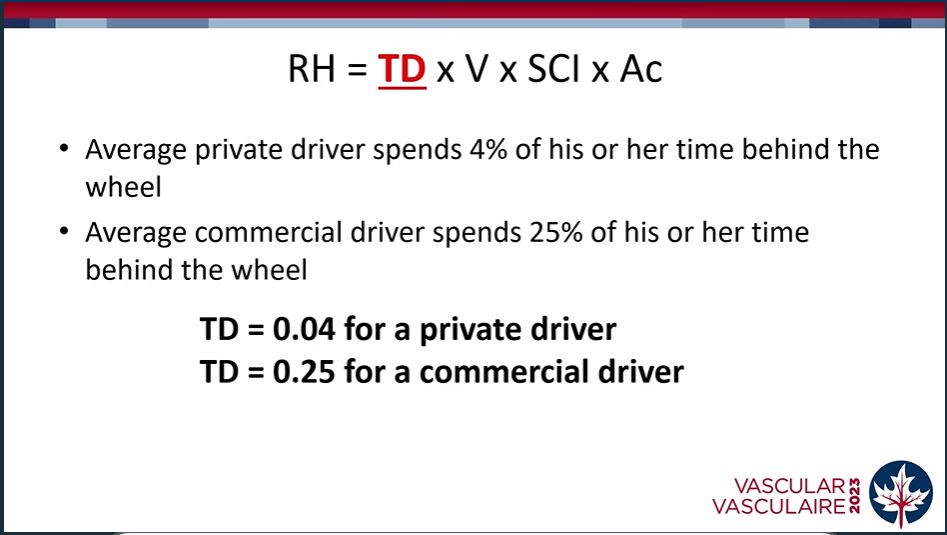 RH = TD x V x SCI x Ac
• Average private driver spends 4% of his or her time behind the
wheel
• Average commercial driver spends 25% of his or her time
behind the wheel
TD = 0.04 for a private driver
TD = 0.25 for a commercial driver
VASCULAR
VASCULAIRE
2023